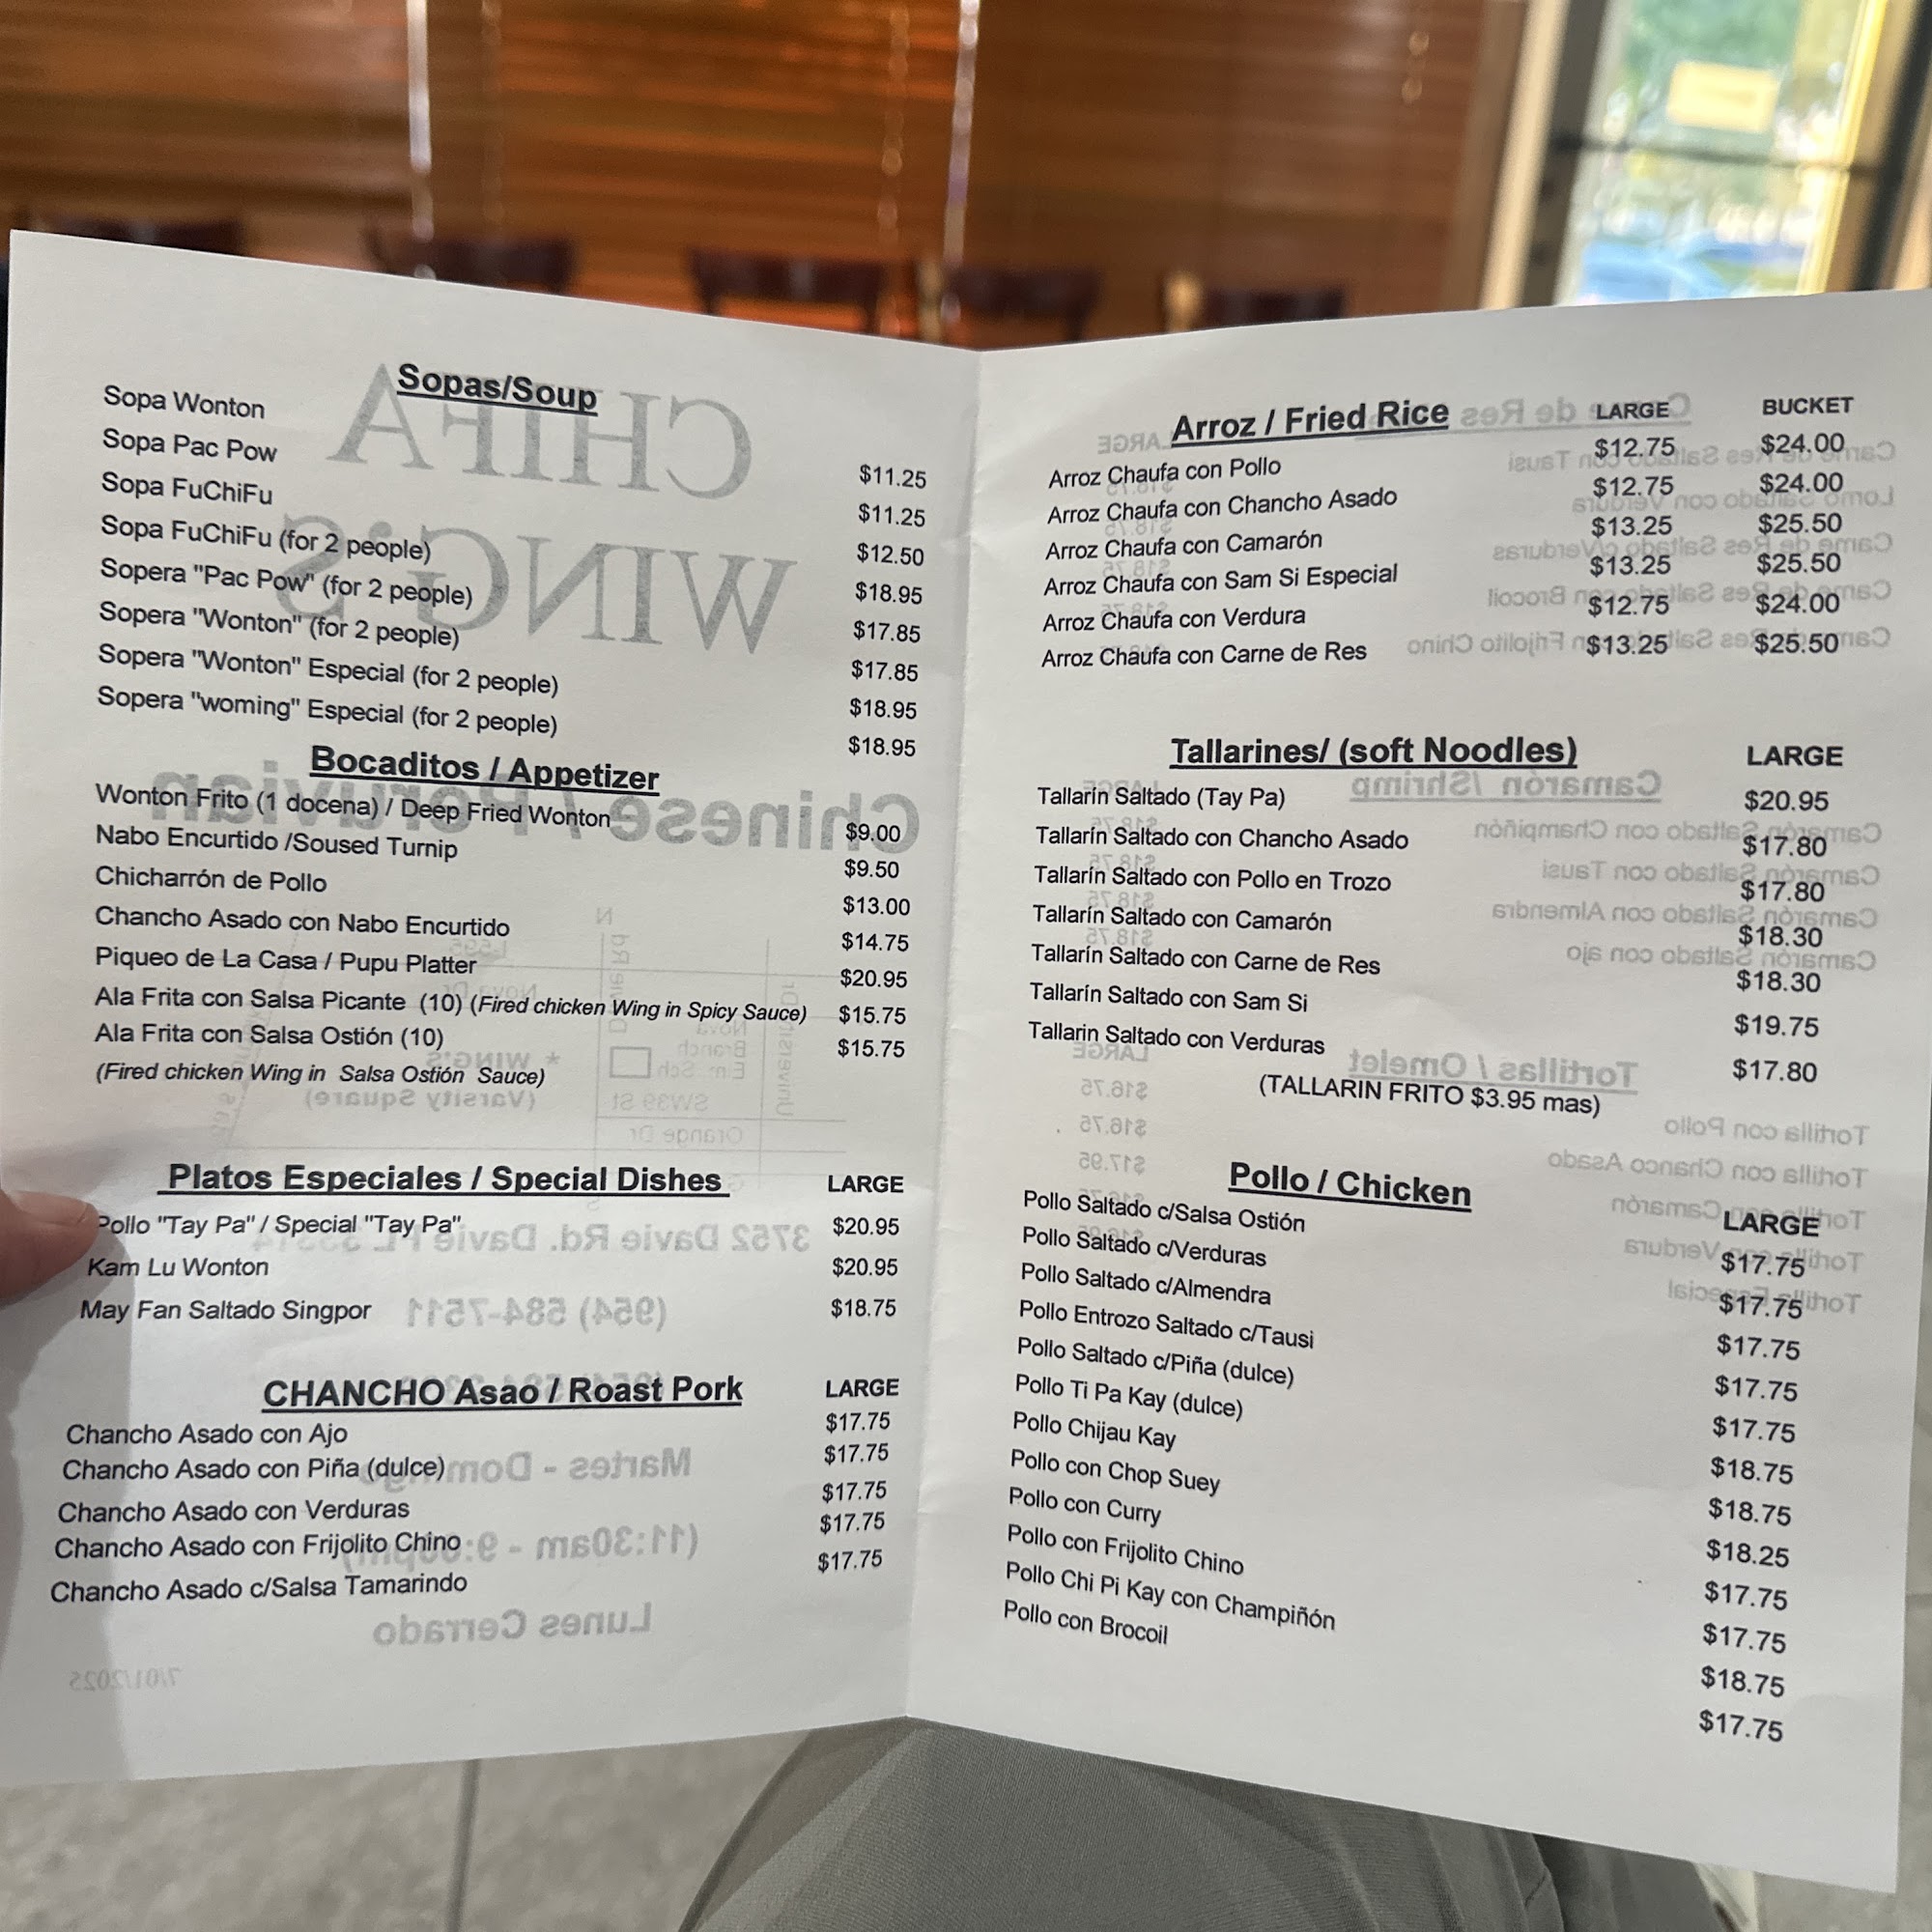 Sopas/Soup
Sopa Wonton $11.25
Sopa Pac Pow $11.25
Sopa FuChiFu $12.50
Sopa FuChiFu (for 2 people) $18.95
Sopera "Pac Pow" (for 2 people) $17.85
Sopera "Wonton" (for 2 people) $17.85
Sopera "Wonton" Especial (for 2 people) $18.95
Sopera "woming" Especial (for 2 people) $18.95
Bocaditos / Appetizer
Wonton Frito (1 docena) / Deep Fried Wonton $9.00
Nabo Encurtido /Soused Turnip $9.50
Chicharrón de Pollo $13.00
Chancho Asado con Nabo Encurtido $14.75
Piqueo de La Casa / Pupu Platter $20.95
Ala Frita con Salsa Picante (10) (Fired chicken Wing in Spicy Sauce) $15.75
Ala Frita con Salsa Ostión (10) $15.75
(Fired chicken Wing in Salsa Ostión Sauce)
Platos Especiales / Special Dishes LARGE
Pollo "Tay Pa" / Special "Tay Pa" $20.95
Kam Lu Wonton $20.95
May Fan Saltado Singpor $18.75
CHANCHO Asao / Roast Pork LARGE
Chancho Asado con Ajo $17.75
Chancho Asado con Piña (dulce) $17.75
Chancho Asado con Verduras $17.75
Chancho Asado con Frijolito Chino $17.75
Chancho Asado c/Salsa Tamarindo $17.75
Arroz / Fried Rice LARGE BUCKET
Arroz Chaufa con Pollo $12.75 $24.00
Arroz Chaufa con Chancho Asado $12.75 $24.00
Arroz Chaufa con Camarón $13.25 $25.50
Arroz Chaufa con Sam Si Especial $13.25 $25.50
Arroz Chaufa con Verdura $12.75 $24.00
Arroz Chaufa con Carne de Res $13.25 $25.50
Tallarines/ (soft Noodles) LARGE
Tallarín Saltado (Tay Pa) $20.95
Tallarín Saltado con Chancho Asado $17.80
Tallarín Saltado con Pollo en Trozo $17.80
Tallarín Saltado con Camarón $18.30
Tallarín Saltado con Carne de Res $18.30
Tallarín Saltado con Sam Si $19.75
Tallarin Saltado con Verduras $17.80
(TALLARIN FRITO $3.95 mas)
Pollo / Chicken LARGE
Pollo Saltado c/Salsa Ostión $17.75
Pollo Saltado c/Verduras $17.75
Pollo Saltado c/Almendra $17.75
Pollo Entrozo Saltado c/Tausi $17.75
Pollo Saltado c/Piña (dulce) $17.75
Pollo Ti Pa Kay (dulce) $18.75
Pollo Chijau Kay $18.75
Pollo con Chop Suey $18.25
Pollo con Curry $17.75
Pollo con Frijolito Chino $17.75
Pollo Chi Pi Kay con Champiñón $18.75
Pollo con Brocoil $17.75